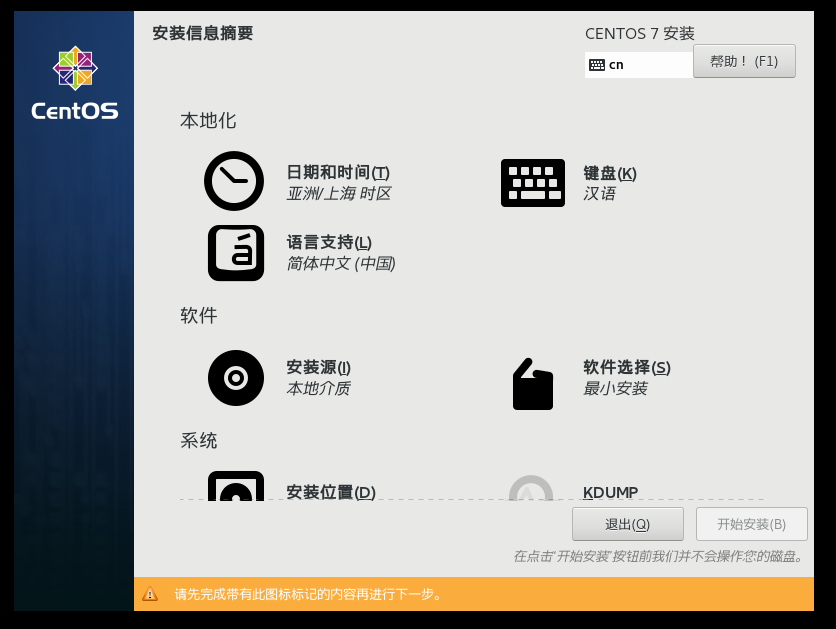 CentOS
安装信息摘要
CENTOS 7 安装
cn
帮助！ (F1)
本地化
日期和时间(T)
亚洲/上海 时区
键盘(K)
汉语
语言支持(L)
简体中文 (中国)
软件
安装源(I)
本地介质
软件选择(S)
最小安装
系统
安装位置(D)
KDUMP
退出(Q)
开始安装(B)
在点击'开始安装'按钮前我们并不会操作您的磁盘。
请先完成带有此图标标记的内容再进行下一步。